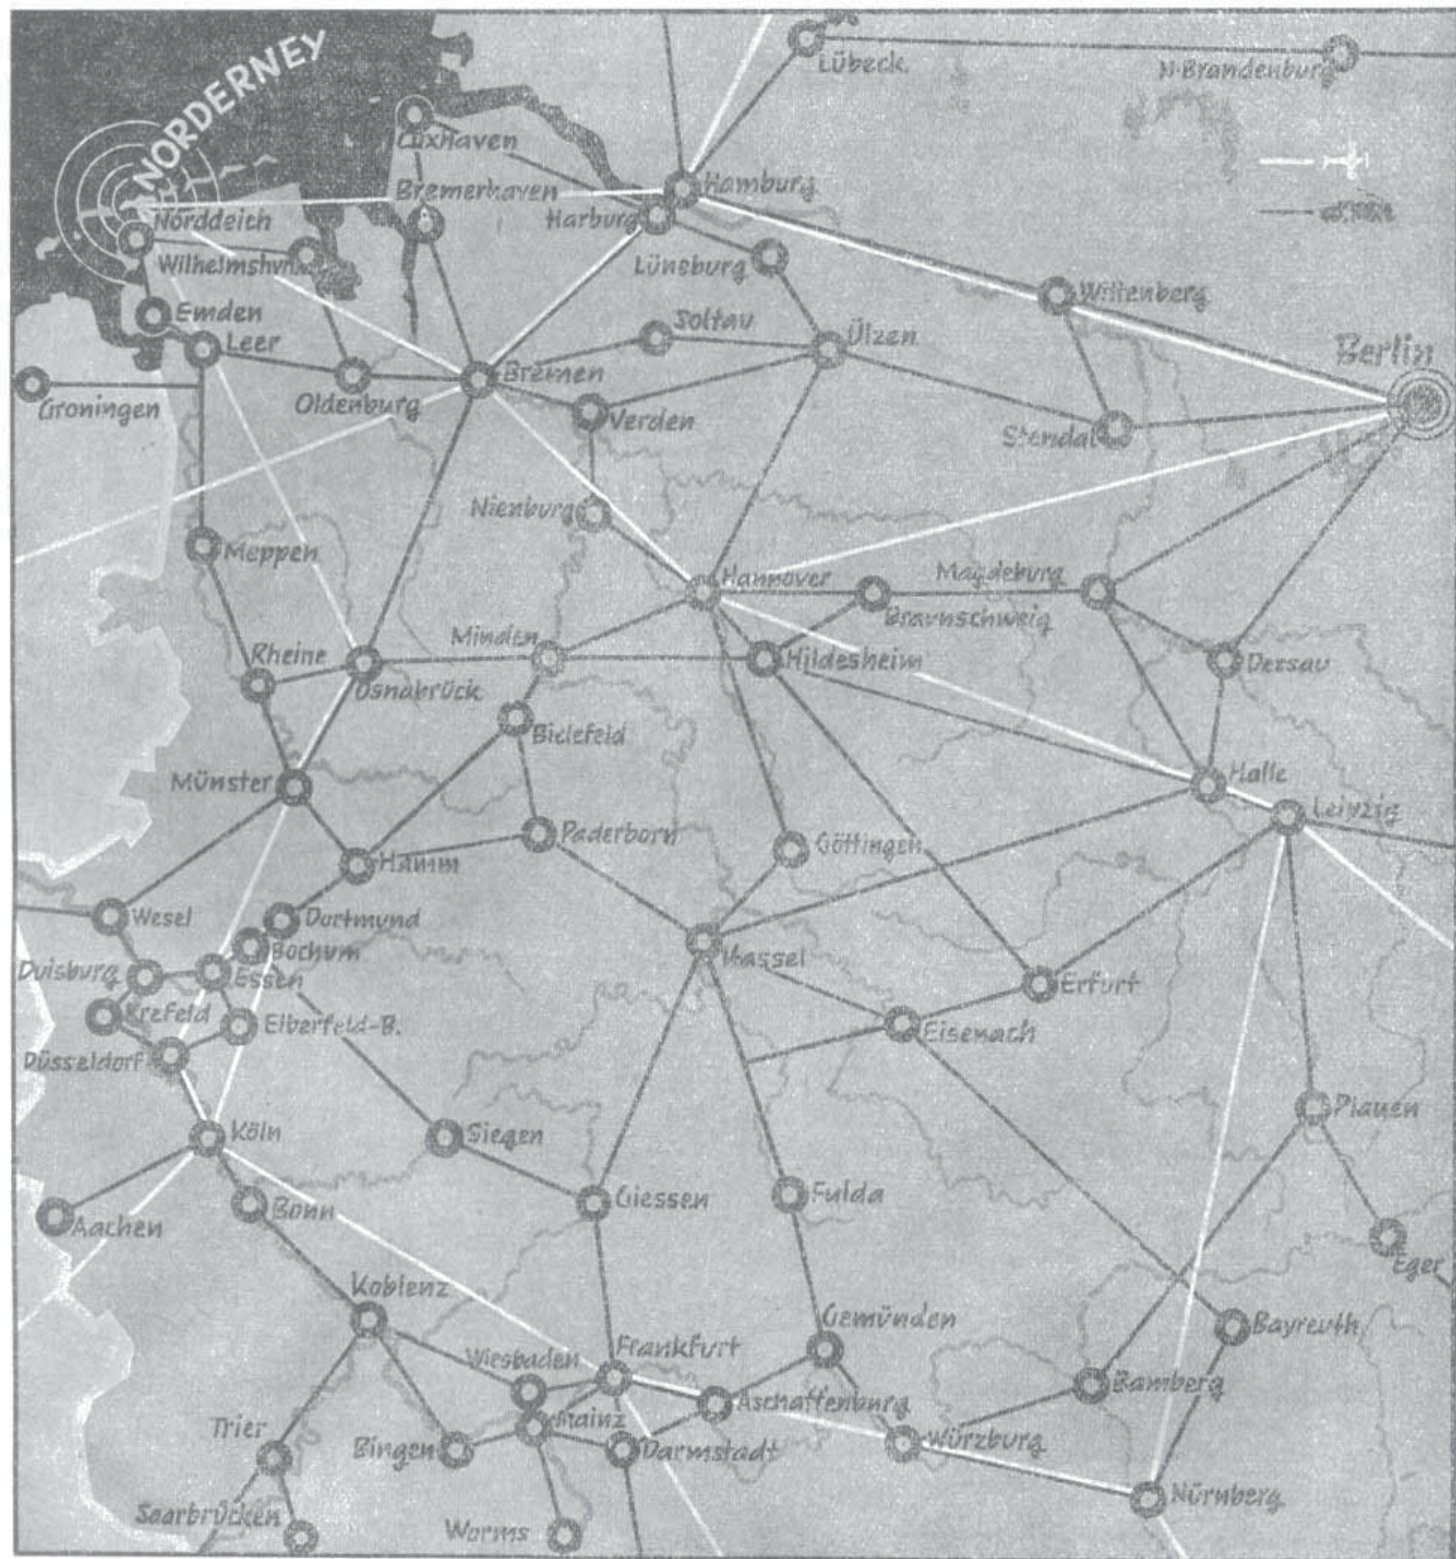 NORDERNEY
Lübeck
N.Brandenburg
Cuxhaven
Bremerhaven
Hamburg
Harburg
Norddeich
Wilhelmshvn.
Lüneburg
Wittenberg
Emden
Leer
Soltau
Ülzen
Berlin
Groningen
Oldenburg
Bremen
Verden
Stendal
Nienburg
Meppen
Hannover
Magdeburg
Braunschweig
Minden
Rheine
Osnabrück
Hildesheim
Dessau
Bielefeld
Münster
Halle
Leipzig
Paderborn
Göttingen
Hamm
Wesel
Dortmund
Bochum
Kassel
Duisburg
Essen
Erfurt
Krefeld
Elberfeld-B.
Eisenach
Düsseldorf
Köln
Siegen
Plauen
Aachen
Bonn
Giessen
Fulda
Eger
Koblenz
Gemünden
Bayreuth
Wiesbaden
Frankfurt
Bamberg
Aschaffenburg
Mainz
Trier
Bingen
Darmstadt
Würzburg
Nürnberg
Saarbrücken
Worms